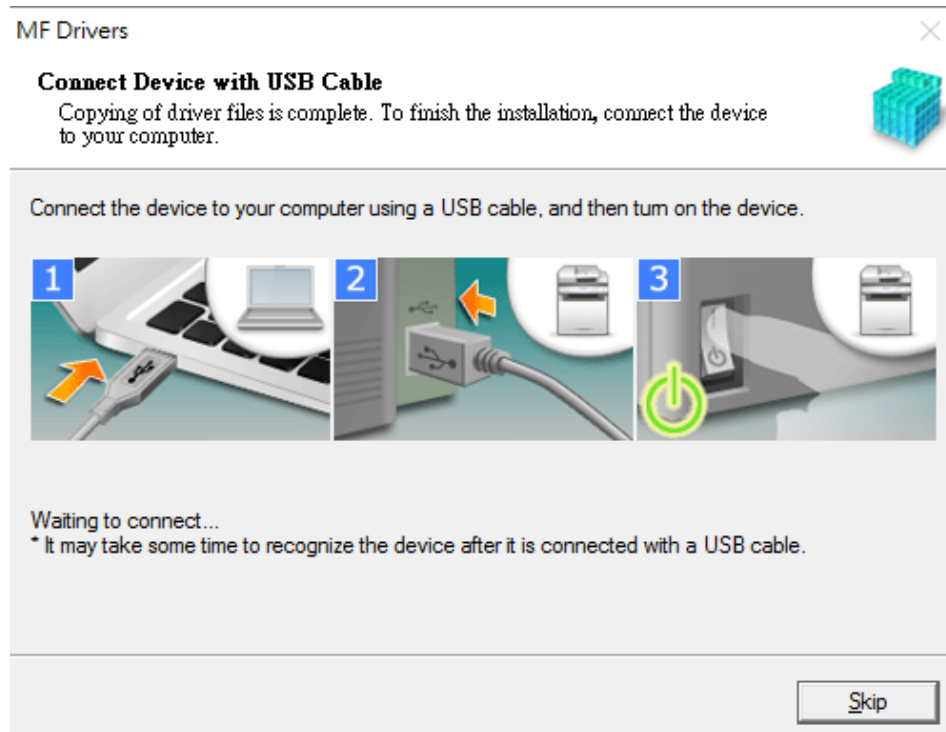 MF Drivers
Connect Device with USB Cable
Copying of driver files is complete. To finish the installation, connect the device
to your computer.
Connect the device to your computer using a USB cable, and then turn on the device.
1
2
3
Waiting to connect...
* It may take some time to recognize the device after it is connected with a USB cable.
Skip